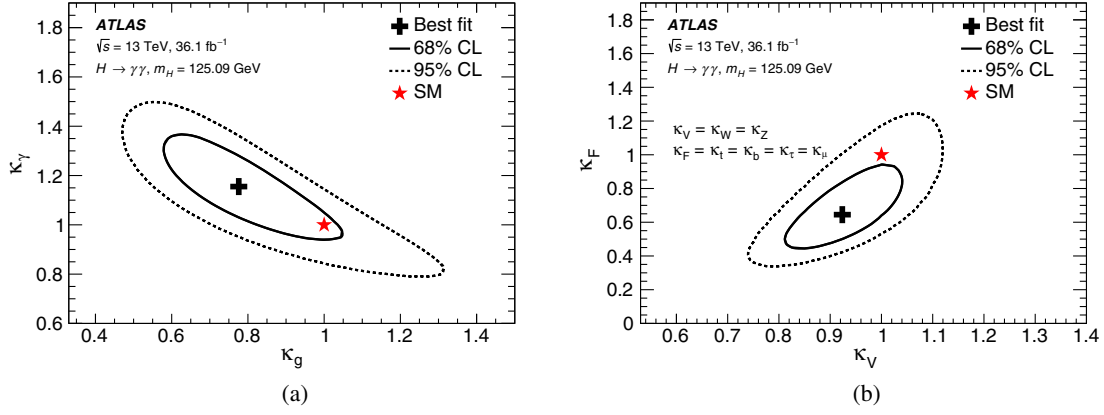 ATLAS
√s = 13 TeV, 36.1 fb⁻¹
H → γγ, m_H = 125.09 GeV
Best fit
68% CL
95% CL
SM
κ_γ
1.8
1.6
1.4
1.2
1
0.8
0.6
0.4 0.6 0.8 1 1.2 1.4
κ_g
(a)
ATLAS
√s = 13 TeV, 36.1 fb⁻¹
H → γγ, m_H = 125.09 GeV
Best fit
68% CL
95% CL
SM
κ_V = κ_W = κ_Z
κ_F = κ_t = κ_b = κ_τ = κ_μ
κ_F
2
1.8
1.6
1.4
1.2
1
0.8
0.6
0.4
0.2
0
0.6 0.7 0.8 0.9 1 1.1 1.2 1.3 1.4
κ_V
(b)